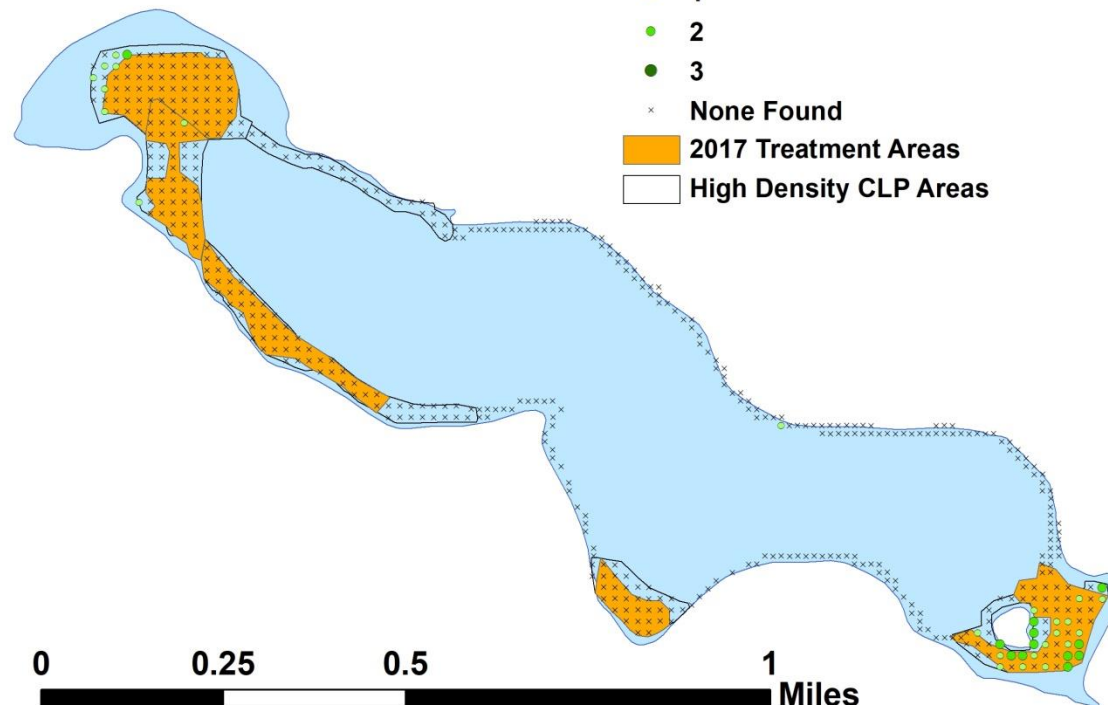 2
3
None Found
2017 Treatment Areas
High Density CLP Areas
0 0.25 0.5 1
Miles